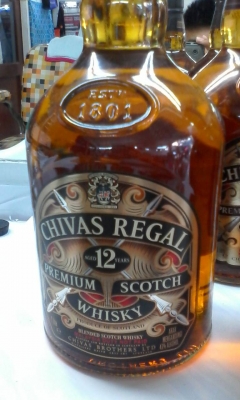 ESTD
1801
CHIVAS REGAL
AGED 12 YEARS
PREMIUM SCOTCH
WHISKY
BLENDED SCOTCH WHISKY
CHIVAS BROTHERS LTD